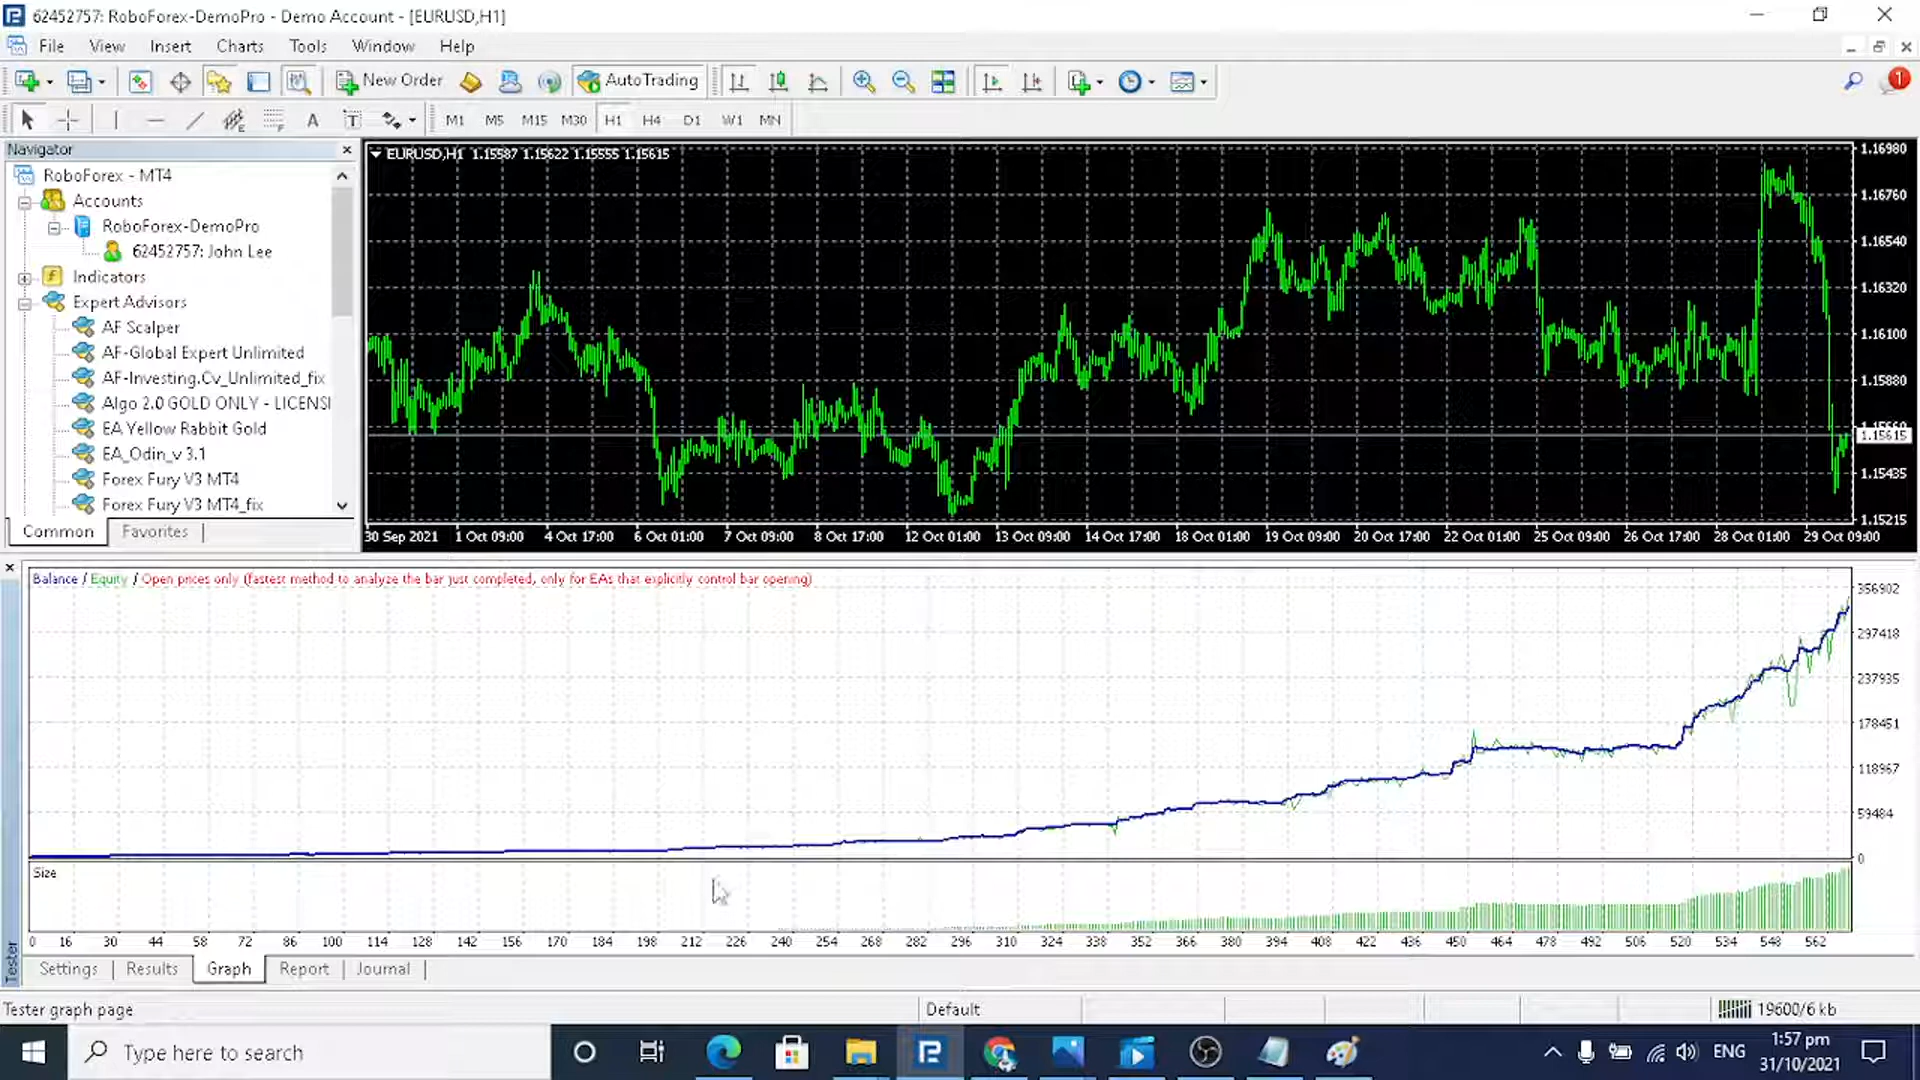 62452757: RoboForex-DemoPro - Demo Account - [EURUSD,H1]
File View Insert Charts Tools Window Help
New Order AutoTrading 1
A T M1 M5 M15 M30 H1 H4 D1 W1 MN
Navigator
RoboForex - MT4
Accounts
RoboForex-DemoPro
62452757: John Lee
Indicators
Expert Advisors
AF Scalper
AF-Global Expert Unlimited
AF-Investing.Cv_Unlimited_fix
Algo 2.0 GOLD ONLY - LICENSI
EA Yellow Rabbit Gold
EA_Odin_v 3.1
Forex Fury V3 MT4
Forex Fury V3 MT4_fix
Common Favorites
EURUSD,H1 1.15587 1.15622 1.15555 1.15615
1.16980
1.16760
1.16540
1.16320
1.16100
1.15880
1.15660
1.15615
1.15435
1.15215
30 Sep 2021 1 Oct 09:00 4 Oct 17:00 6 Oct 01:00 7 Oct 09:00 8 Oct 17:00 12 Oct 01:00 13 Oct 09:00 14 Oct 17:00 18 Oct 01:00 19 Oct 09:00 20 Oct 17:00 22 Oct 01:00 25 Oct 09:00 26 Oct 17:00 28 Oct 01:00 29 Oct 09:00
Balance / Equity / Open prices only (fastest method to analyze the bar just completed, only for EAs that explicitly control bar opening)
356902
297418
237935
178451
118967
59484
0
Size
0 16 30 44 58 72 86 100 114 128 142 156 170 184 198 212 226 240 254 268 282 296 310 324 338 352 366 380 394 408 422 436 450 464 478 492 506 520 534 548 562
Tester
Settings Results Graph Report Journal
Tester graph page Default 19600/6 kb
Type here to search
ENG
1:57 pm
31/10/2021